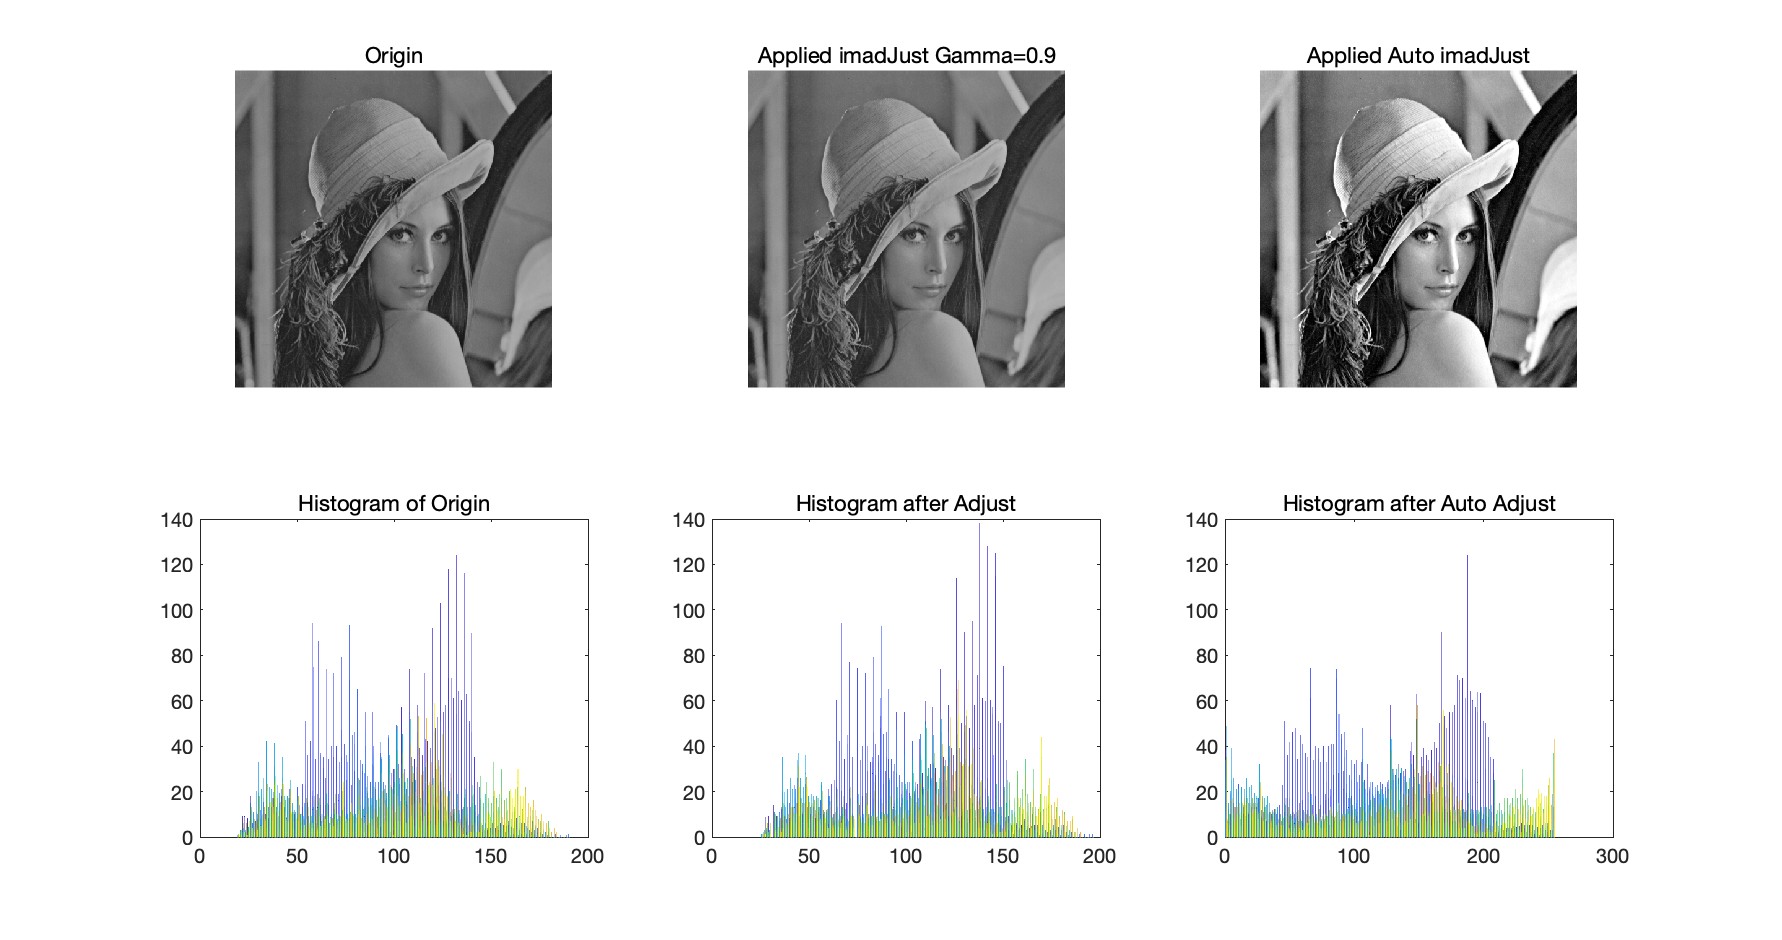 Origin
Applied imadJust Gamma=0.9
Applied Auto imadJust
Histogram of Origin
140
120
100
80
60
40
20
0
0 50 100 150 200
Histogram after Adjust
140
120
100
80
60
40
20
0
0 50 100 150 200
Histogram after Auto Adjust
140
120
100
80
60
40
20
0
0 100 200 300